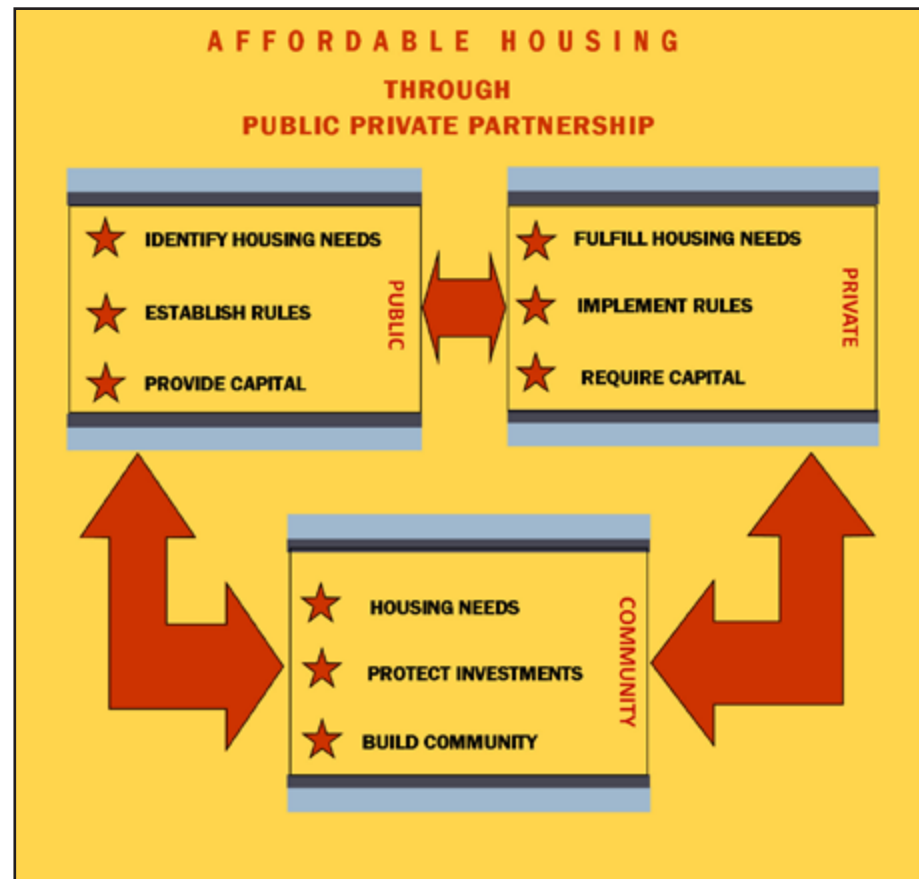 AFFORDABLE HOUSING
THROUGH
PUBLIC PRIVATE PARTNERSHIP
IDENTIFY HOUSING NEEDS
ESTABLISH RULES
PROVIDE CAPITAL
PUBLIC
FULFILL HOUSING NEEDS
IMPLEMENT RULES
REQUIRE CAPITAL
PRIVATE
HOUSING NEEDS
PROTECT INVESTMENTS
BUILD COMMUNITY
COMMUNITY